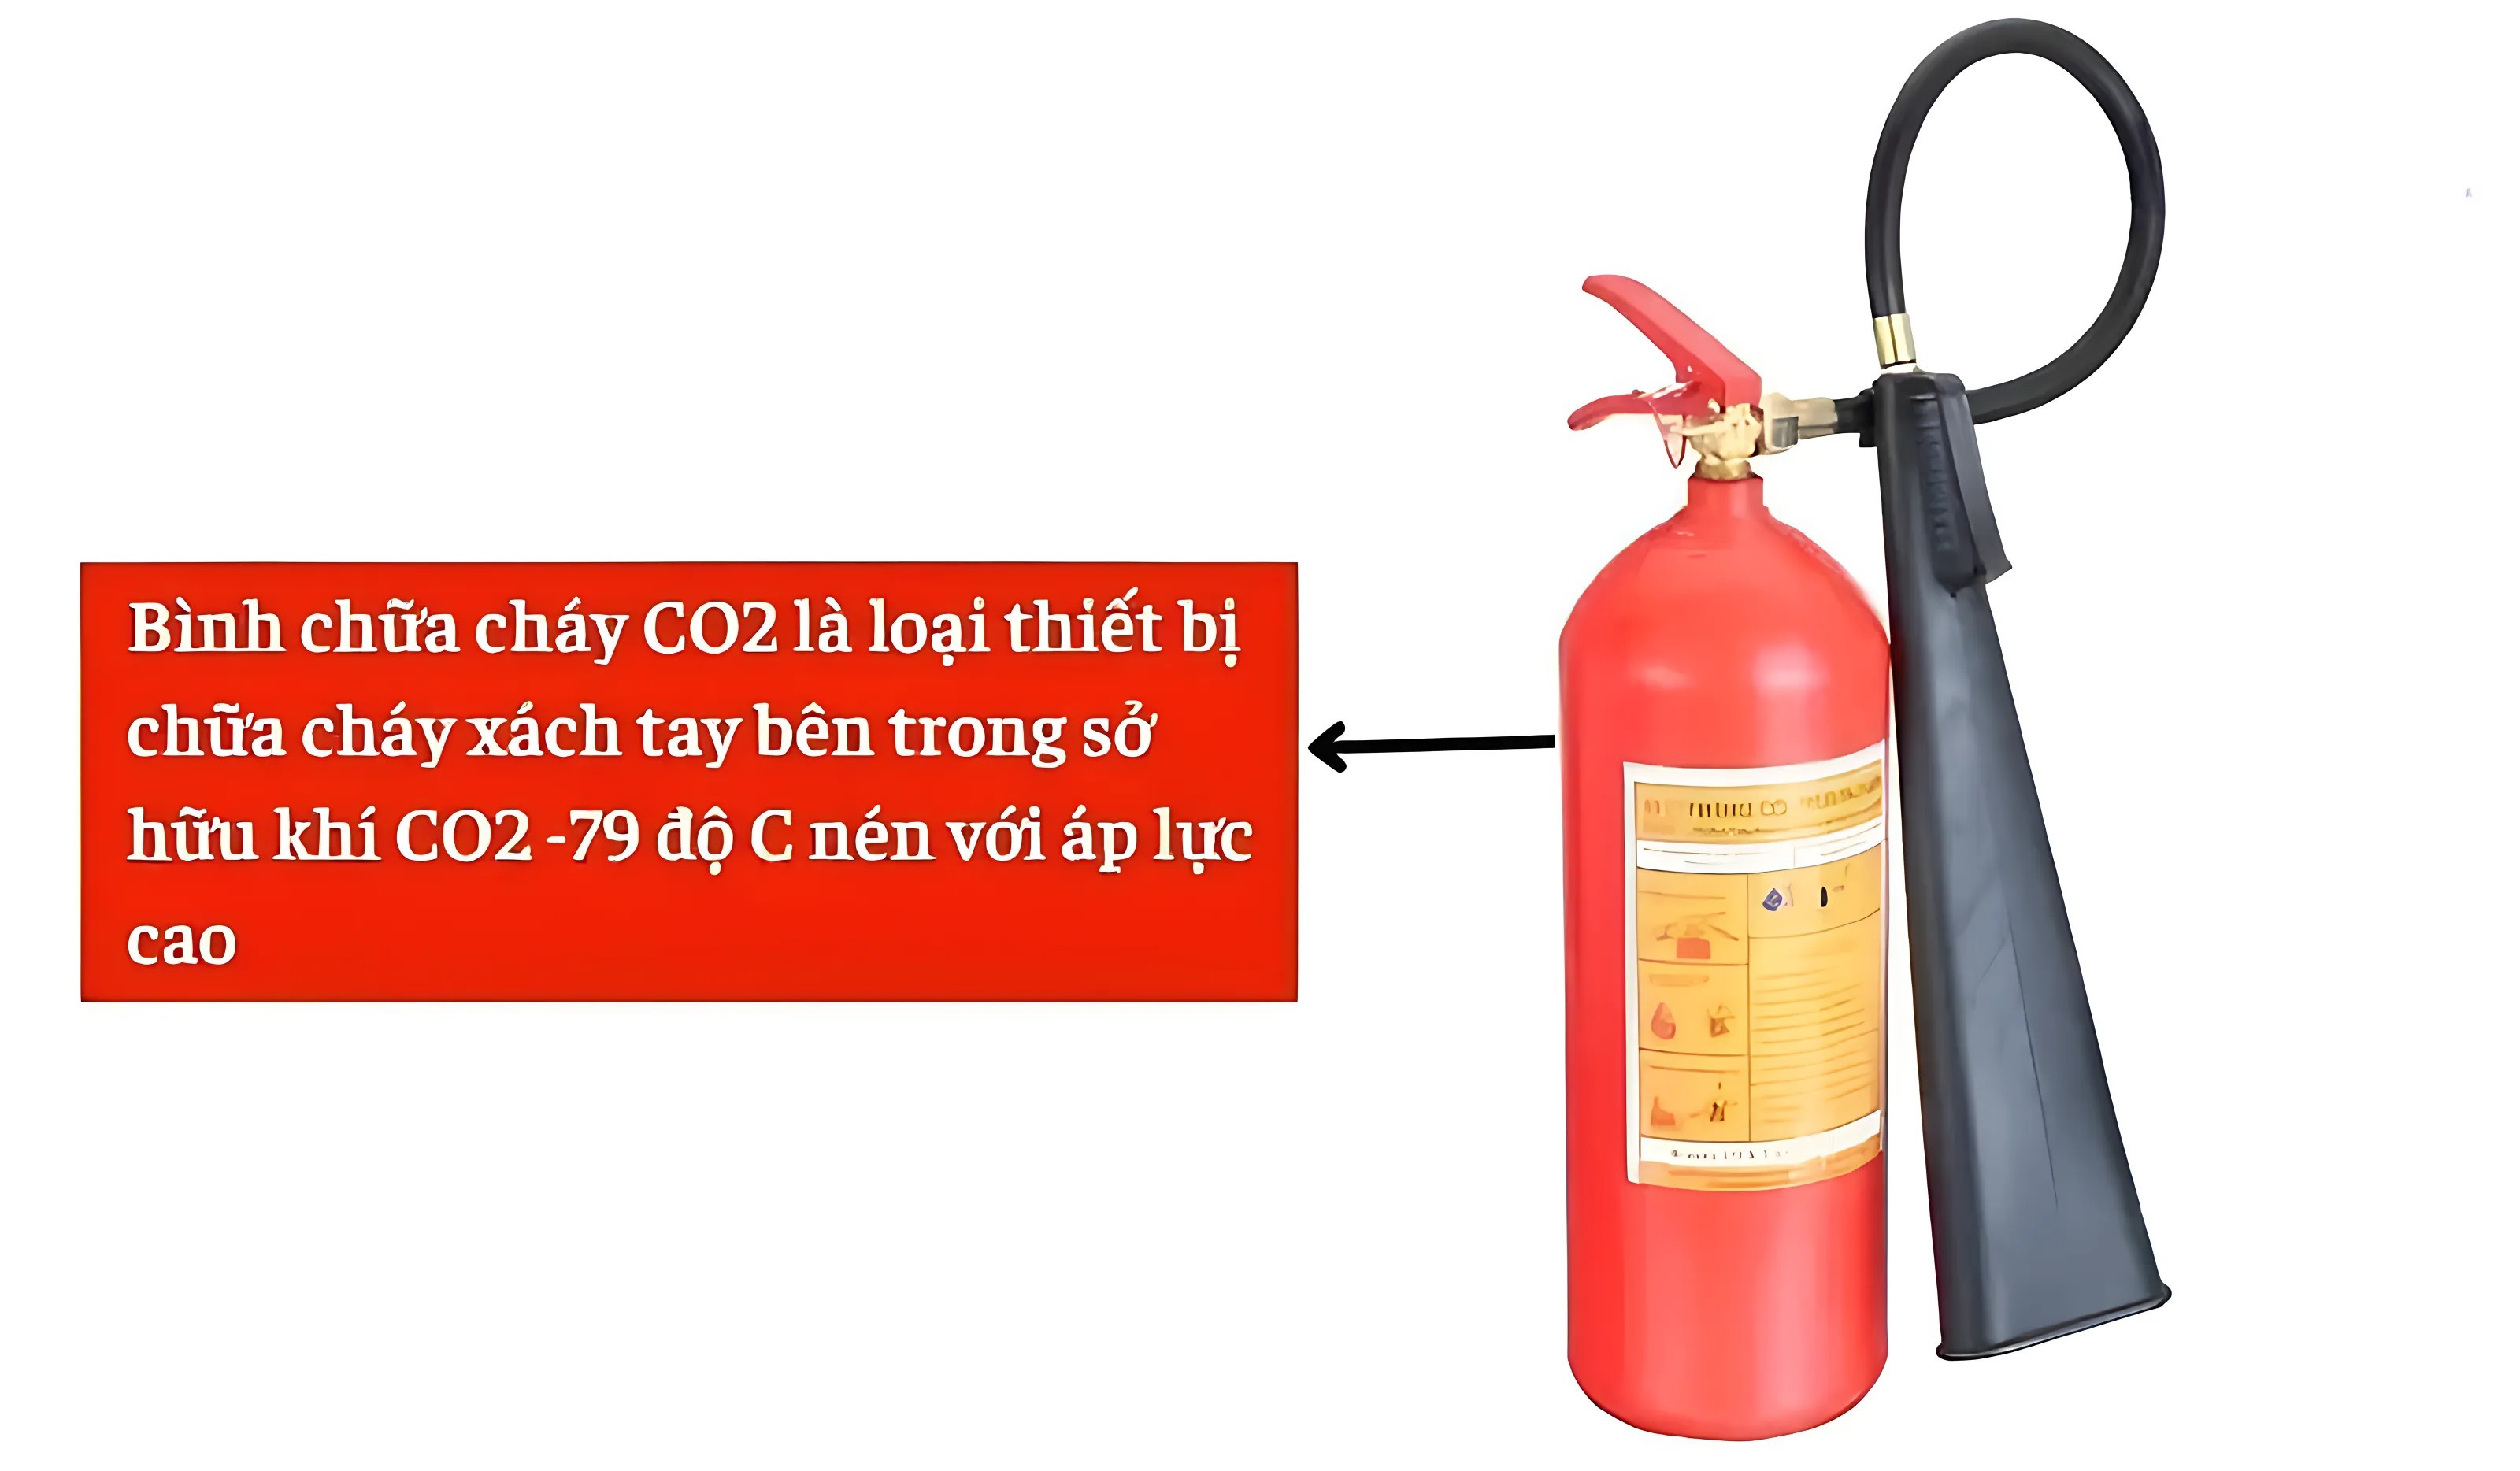 Bình chữa cháy CO2 là loại thiết bị
chữa cháy xách tay bên trong sở
hữu khí CO2 -79 độ C nén với áp lực
cao